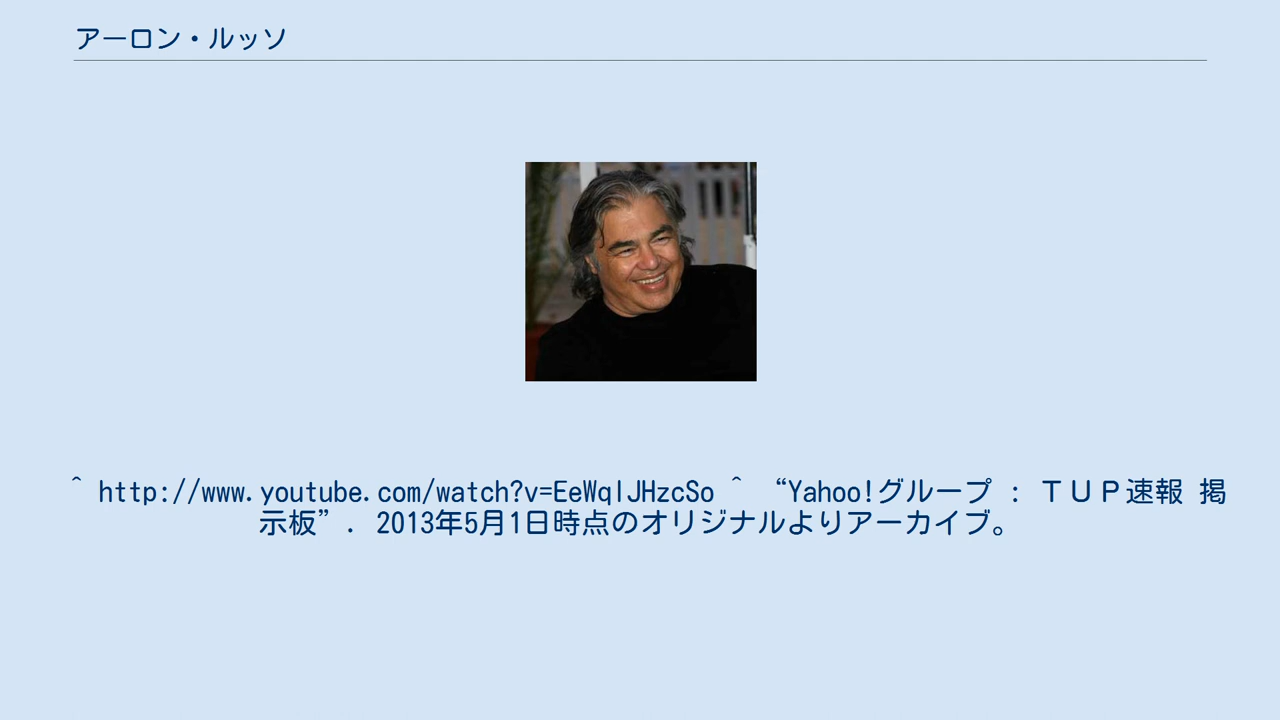 アーロン・ルッソ
^ http://www.youtube.com/watch?v=EeWqIJHzcSo ^ “Yahoo!グループ : ＴＵＰ速報 掲
示板”. 2013年5月1日時点のオリジナルよりアーカイブ。